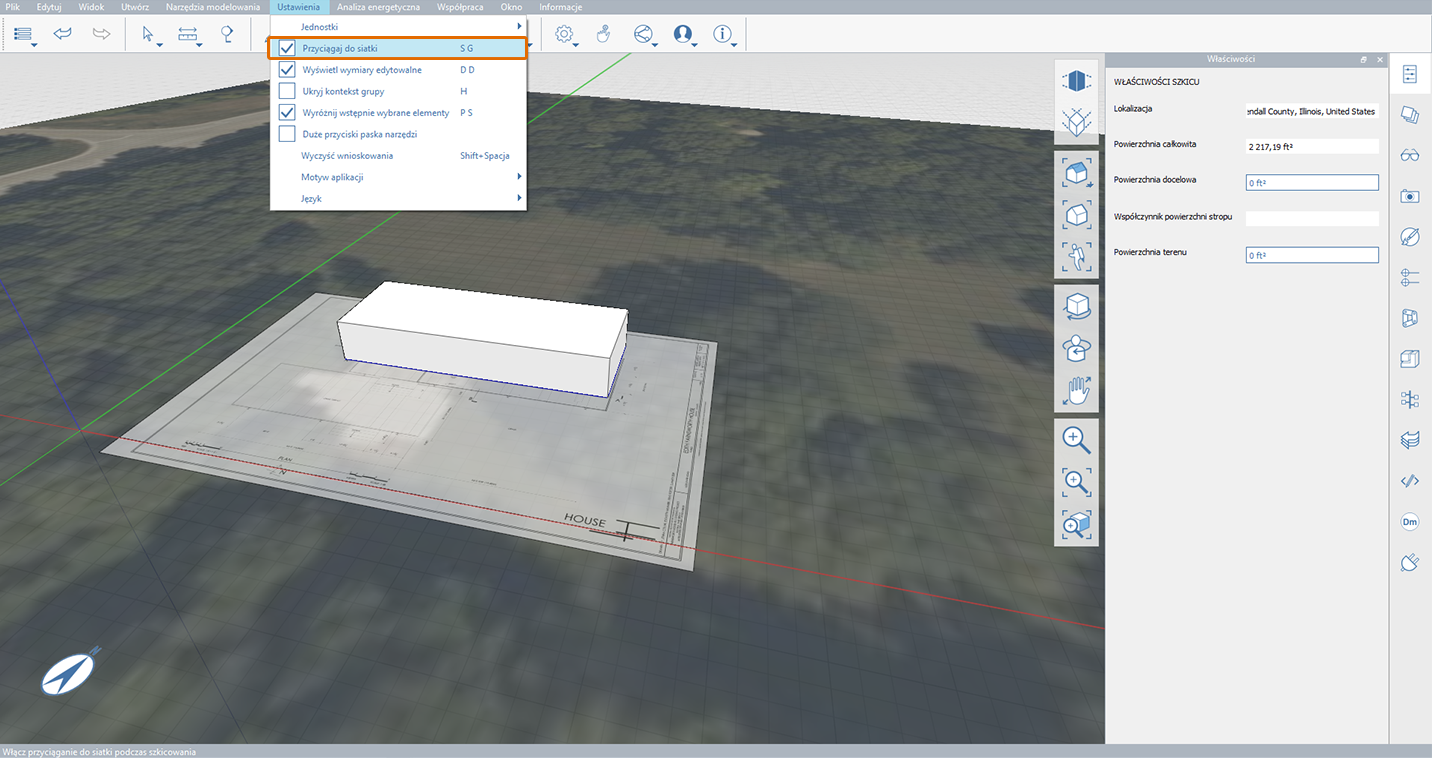 Plik Edytuj Widok Utwórz Narzędzia modelowania Ustawienia Analiza energetyczna Współpraca Okno Informacje
Jednostki
Przyciągaj do siatki S G
Wyświetl wymiary edytowalne D D
Ukryj kontekst grupy H
Wyróżnij wstępnie wybrane elementy P S
Duże przyciski paska narzędzi
Wyczyść wnioskowania Shift+Spacja
Motyw aplikacji
Język
Właściwości
WŁAŚCIWOŚCI SZKICU
Lokalizacja ndall County, Illinois, United States
Powierzchnia całkowita 2 217,19 ft²
Powierzchnia docelowa 0 ft²
Współczynnik powierzchni stropu
Powierzchnia terenu 0 ft²
Dm
PLAN
N
HOUSE
N
Włącz przyciąganie do siatki podczas szkicowania